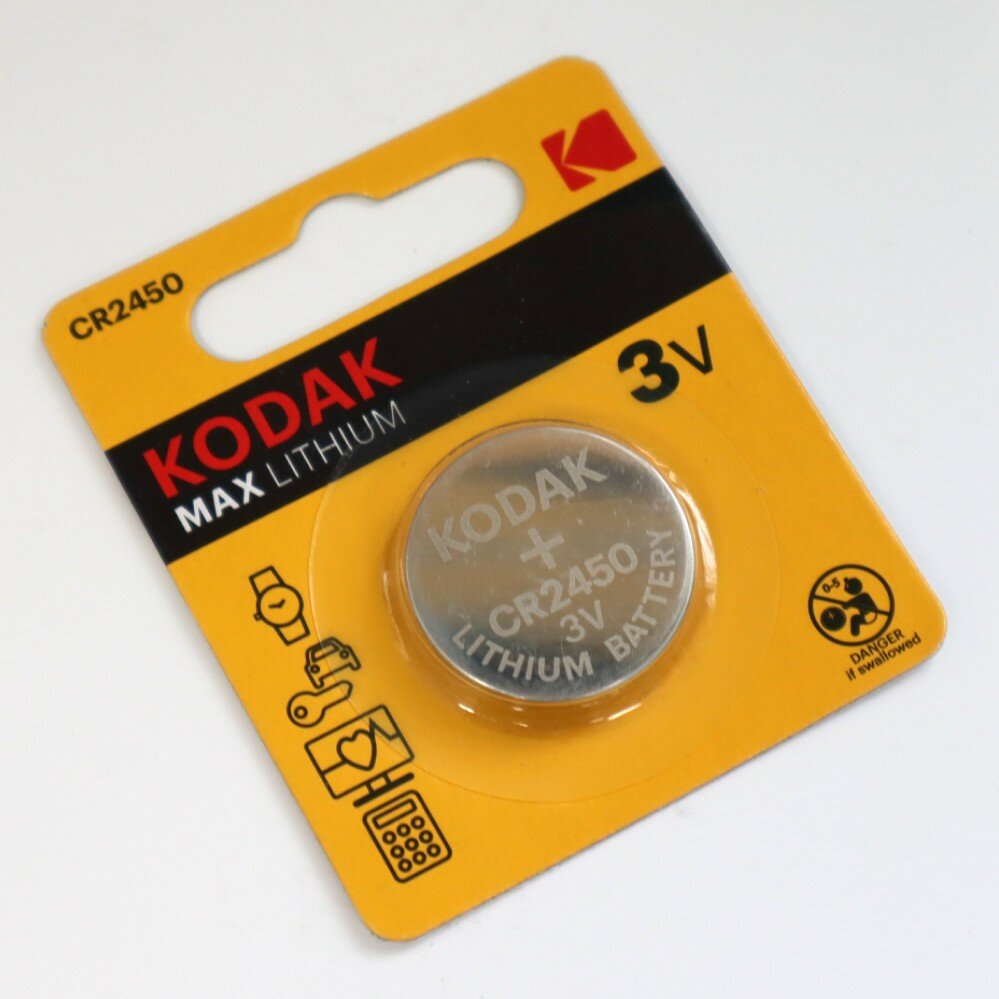 CR2450
KODAK
MAX LITHIUM
3V
KODAK
+
CR2450
3V
LITHIUM BATTERY
0-5
DANGER
if swallowed